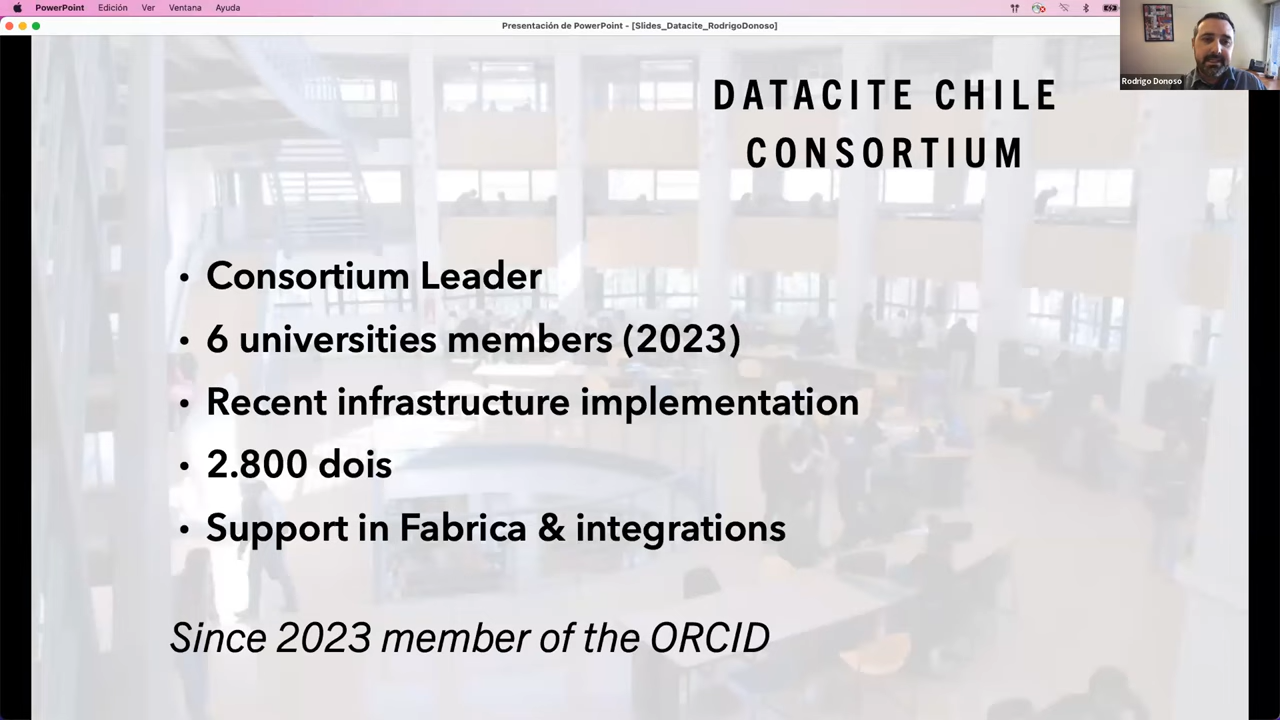 PowerPoint Edición Ver Ventana Ayuda
Presentación de PowerPoint - [Slides_Datacite_RodrigoDonoso]
Rodrigo Donoso
DATACITE CHILE
CONSORTIUM
• Consortium Leader
• 6 universities members (2023)
• Recent infrastructure implementation
• 2.800 dois
• Support in Fabrica & integrations
Since 2023 member of the ORCID